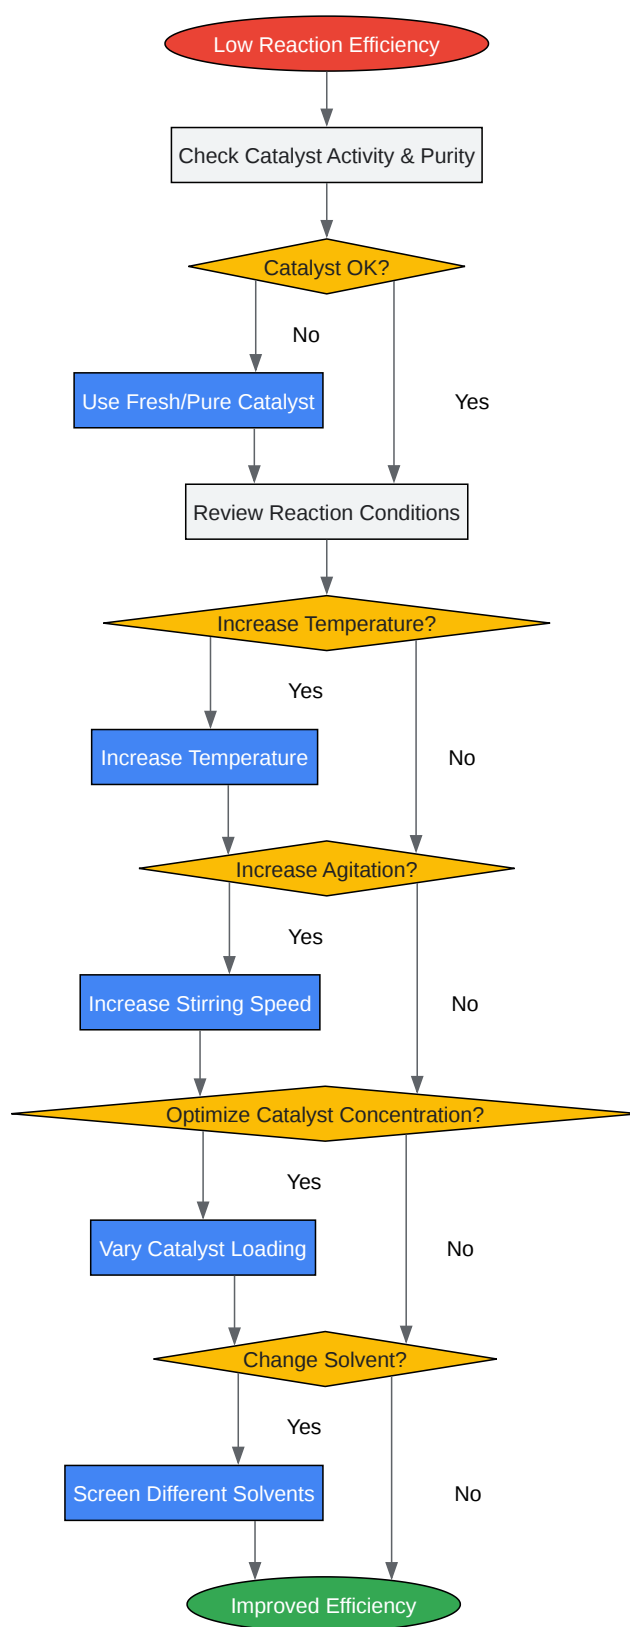 Low Reaction Efficiency
Check Catalyst Activity & Purity
Catalyst OK?
No
Use Fresh/Pure Catalyst
Yes
Review Reaction Conditions
Increase Temperature?
Yes
Increase Temperature
No
Increase Agitation?
Yes
Increase Stirring Speed
No
Optimize Catalyst Concentration?
Yes
Vary Catalyst Loading
No
Change Solvent?
Yes
Screen Different Solvents
No
Improved Efficiency